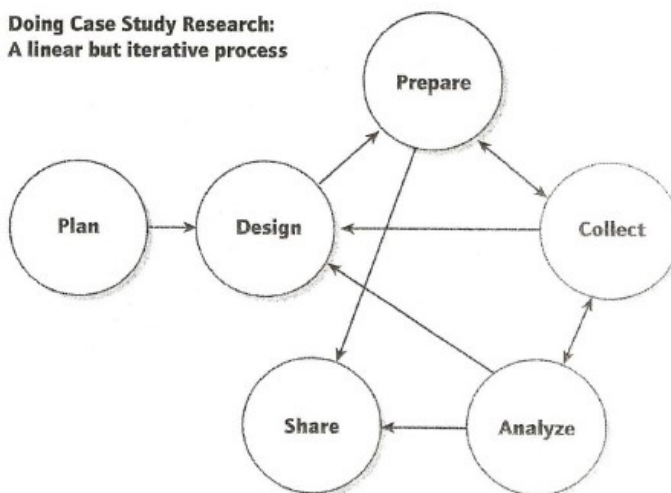 Doing Case Study Research:
A linear but iterative process
Prepare
Plan
Design
Collect
Share
Analyze